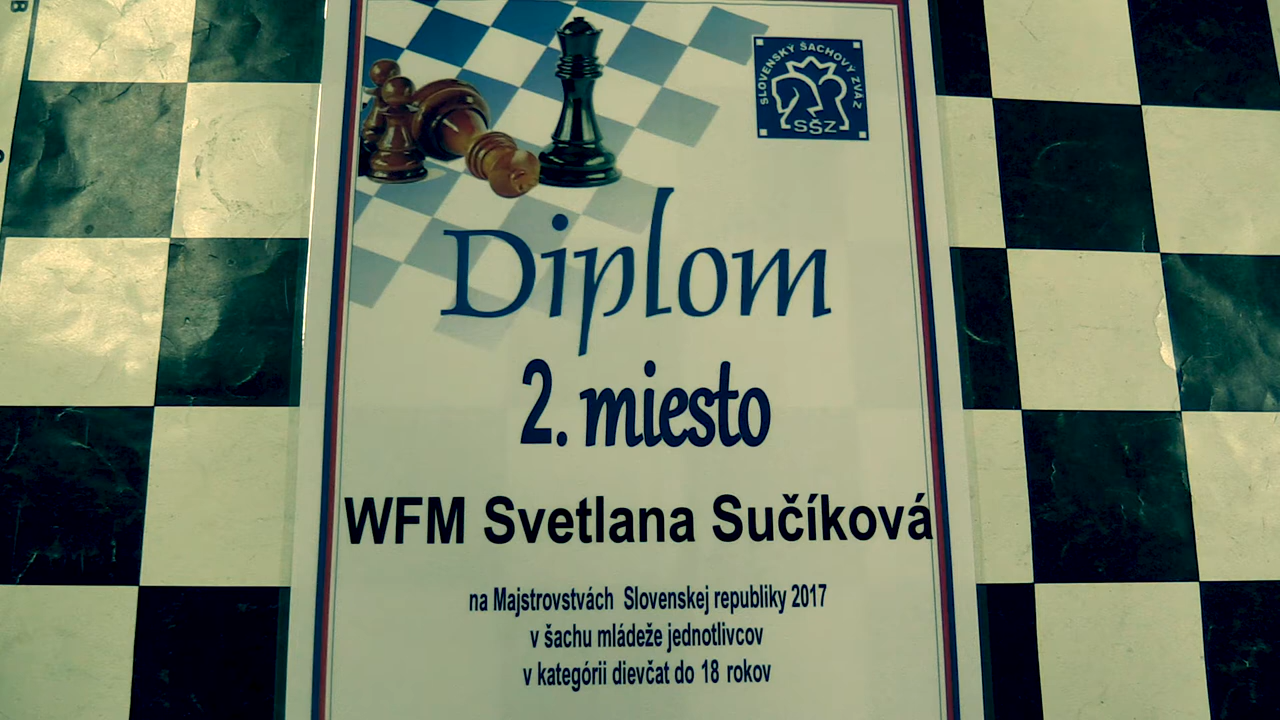 B
SLOVENSKÝ ŠACHOVÝ ZVÄZ
SŠZ
Diplom
2. miesto
WFM Svetlana Sučíková
na Majstrovstvách Slovenskej republiky 2017
v šachu mládeže jednotlivcov
v kategórii dievčat do 18 rokov